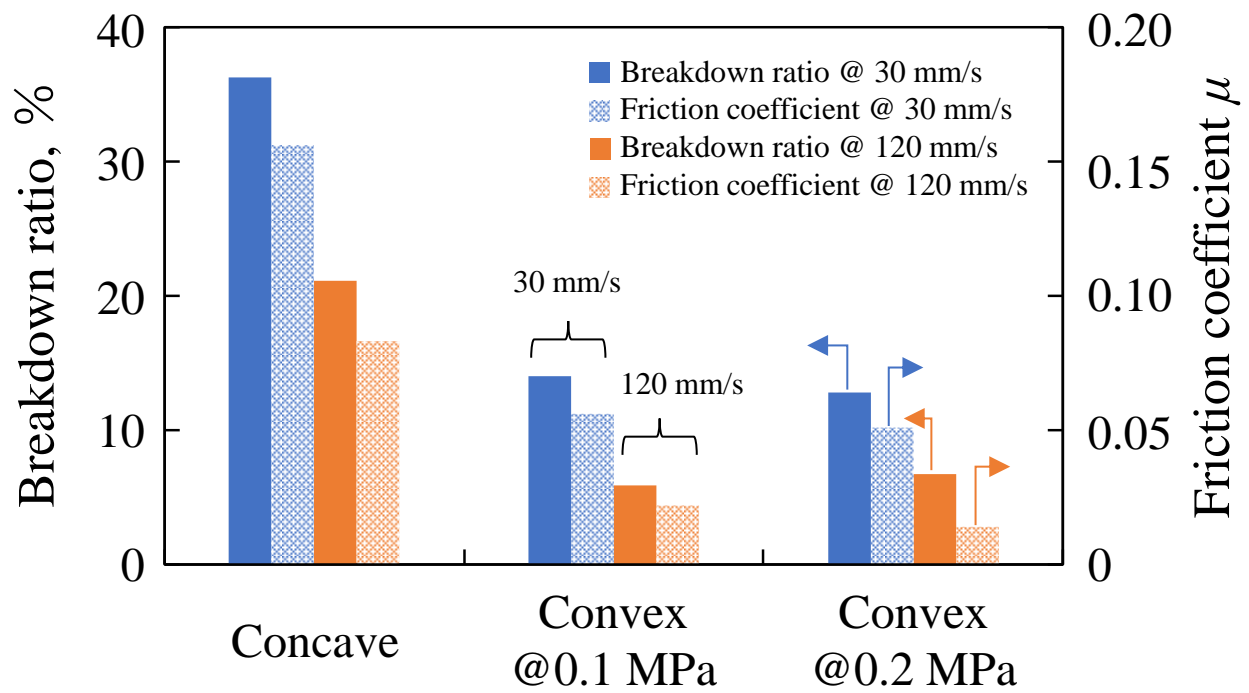 Breakdown ratio, %
40
30
20
10
0
Breakdown ratio @ 30 mm/s
Friction coefficient @ 30 mm/s
Breakdown ratio @ 120 mm/s
Friction coefficient @ 120 mm/s
30 mm/s
120 mm/s
0.20
0.15
0.10
0.05
0
Friction coefficient μ
Concave
Convex
@0.1 MPa
Convex
@0.2 MPa